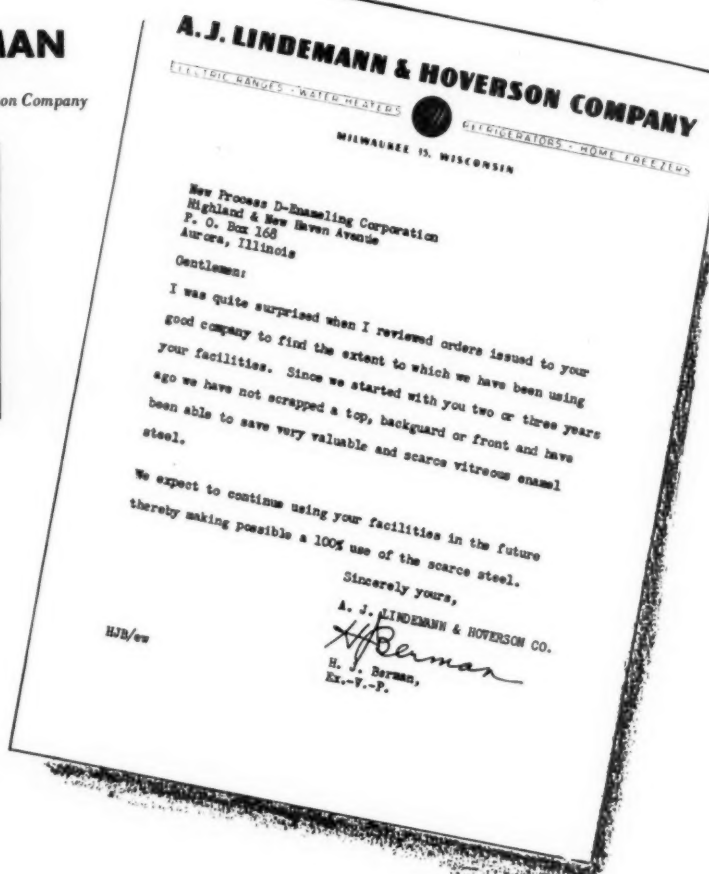 MAN
on Company
A.J. LINDEMANN & HOVERSON COMPANY
ELECTRIC RANGES - WATER HEATERS
REFRIGERATORS - HOME FREEZERS
MILWAUKEE 15, WISCONSIN
New Process D-Enameling Corporation
Highland & New Haven Avenue
P. O. Box 168
Aurora, Illinois
Gentlemen:
I was quite surprised when I reviewed orders issued to your
good company to find the extent to which we have been using
your facilities. Since we started with you two or three years
ago we have not scrapped a top, backguard or front and have
been able to save very valuable and scarce vitreous enamel
steel.
We expect to continue using your facilities in the future
thereby making possible a 100% use of the scarce steel.
Sincerely yours,
A. J. LINDEMANN & HOVERSON CO.
HJBerman
H. J. Berman,
Ex.-V.-P.
HJB/ew